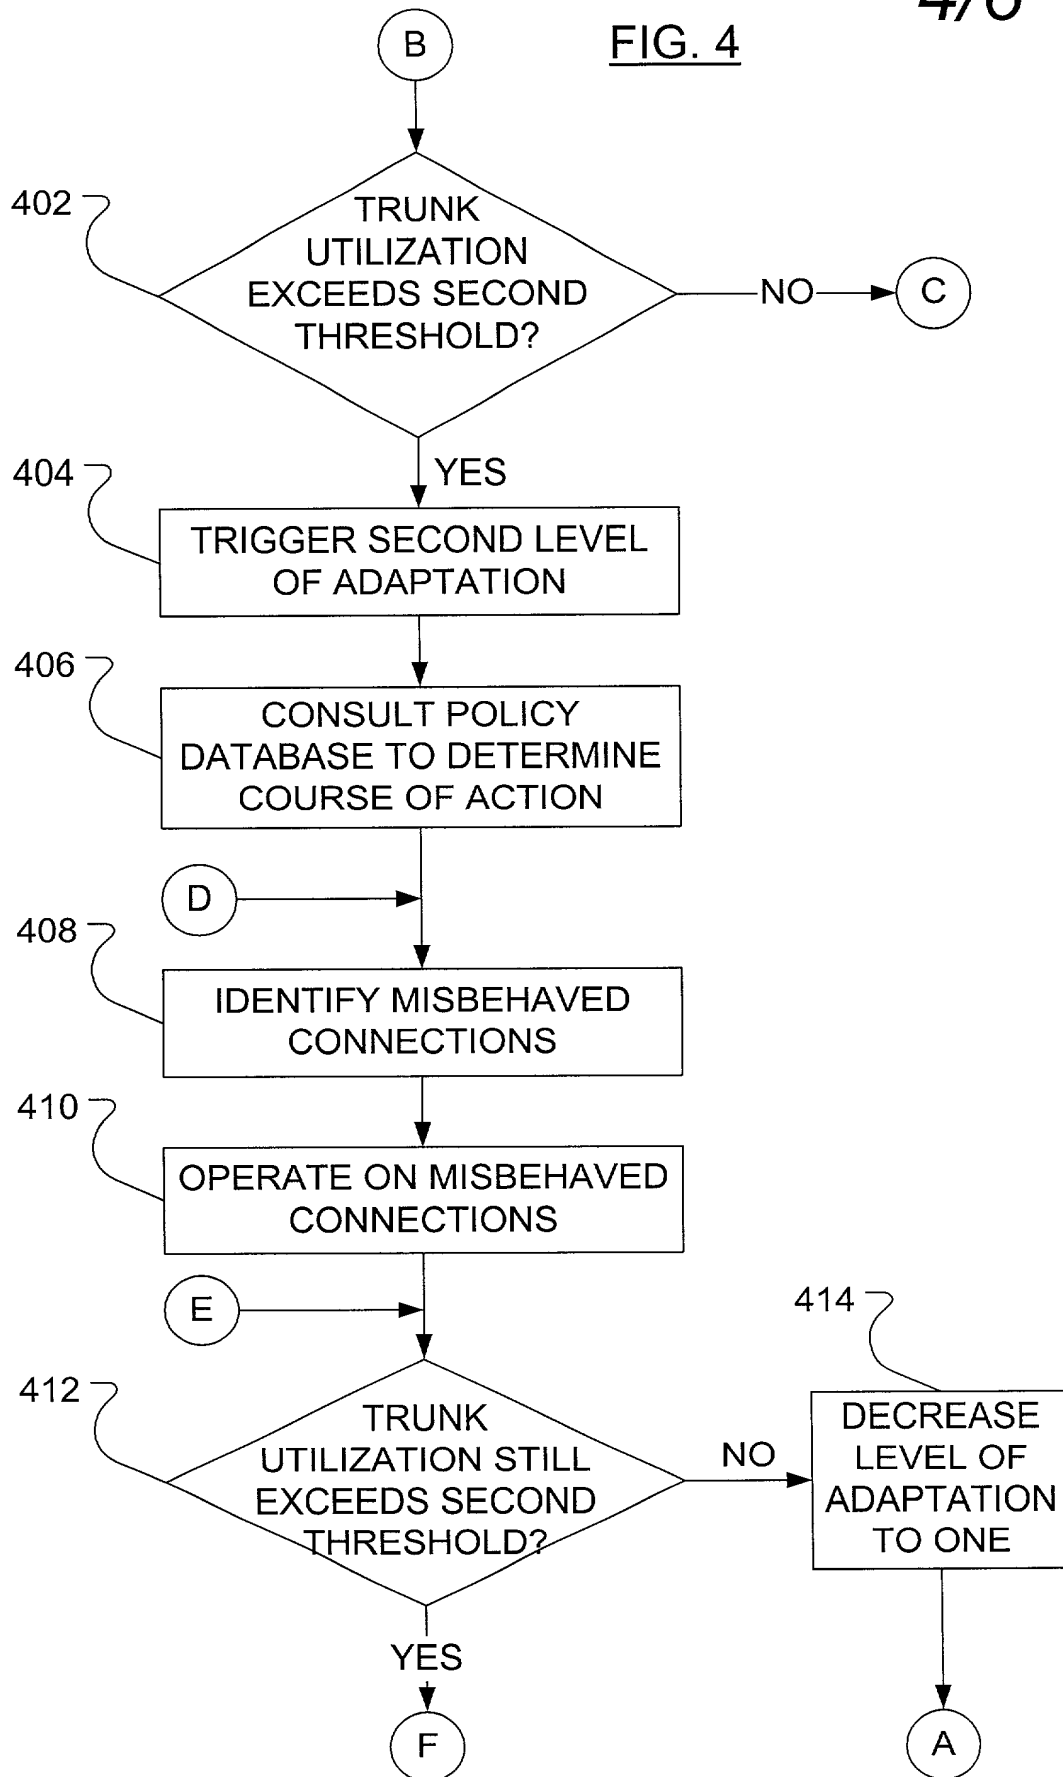 4/6
B
FIG. 4
402
TRUNK
UTILIZATION
EXCEEDS SECOND
THRESHOLD?
NO
C
YES
404
TRIGGER SECOND LEVEL
OF ADAPTATION
406
CONSULT POLICY
DATABASE TO DETERMINE
COURSE OF ACTION
D
408
IDENTIFY MISBEHAVED
CONNECTIONS
410
OPERATE ON MISBEHAVED
CONNECTIONS
E
412
TRUNK
UTILIZATION STILL
EXCEEDS SECOND
THRESHOLD?
NO
414
DECREASE
LEVEL OF
ADAPTATION
TO ONE
YES
F
A